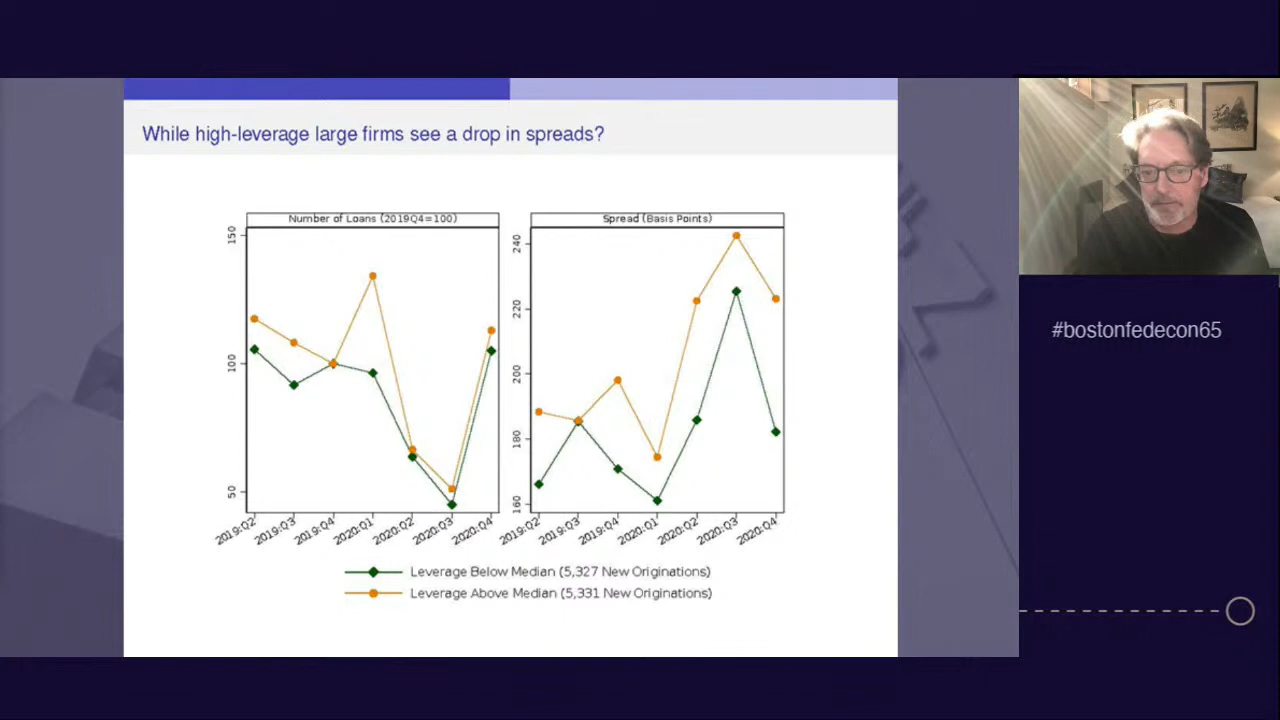 While high-leverage large firms see a drop in spreads?
Number of Loans (2019Q4=100)
150
100
50
2019:Q2 2019:Q3 2019:Q4 2020:Q1 2020:Q2 2020:Q3 2020:Q4
Spread (Basis Points)
240
220
200
180
160
2019:Q2 2019:Q3 2019:Q4 2020:Q1 2020:Q2 2020:Q3 2020:Q4
Leverage Below Median (5,327 New Originations)
Leverage Above Median (5,331 New Originations)
#bostonfedecon65